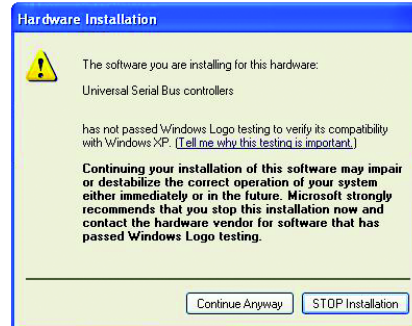 Hardware Installation
The software you are installing for this hardware:
Universal Serial Bus controllers
has not passed Windows Logo testing to verify its compatibility
with Windows XP. (Tell me why this testing is important.)
Continuing your installation of this software may impair
or destabilize the correct operation of your system
either immediately or in the future. Microsoft strongly
recommends that you stop this installation now and
contact the hardware vendor for software that has
passed Windows Logo testing.
Continue Anyway STOP Installation